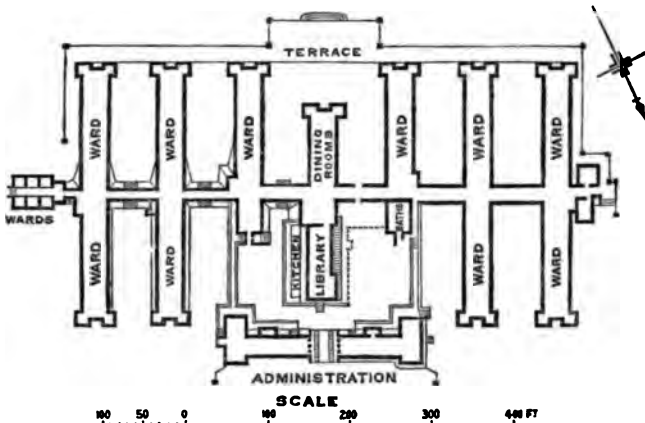 TERRACE
WARD
WARD
WARD
DINING
ROOMS
WARD
WARD
WARD
WARDS
WARD
WARD
KITCHEN
LIBRARY
BATHS
WARD
WARD
ADMINISTRATION
SCALE
100 50 0 100 200 300 400 FT